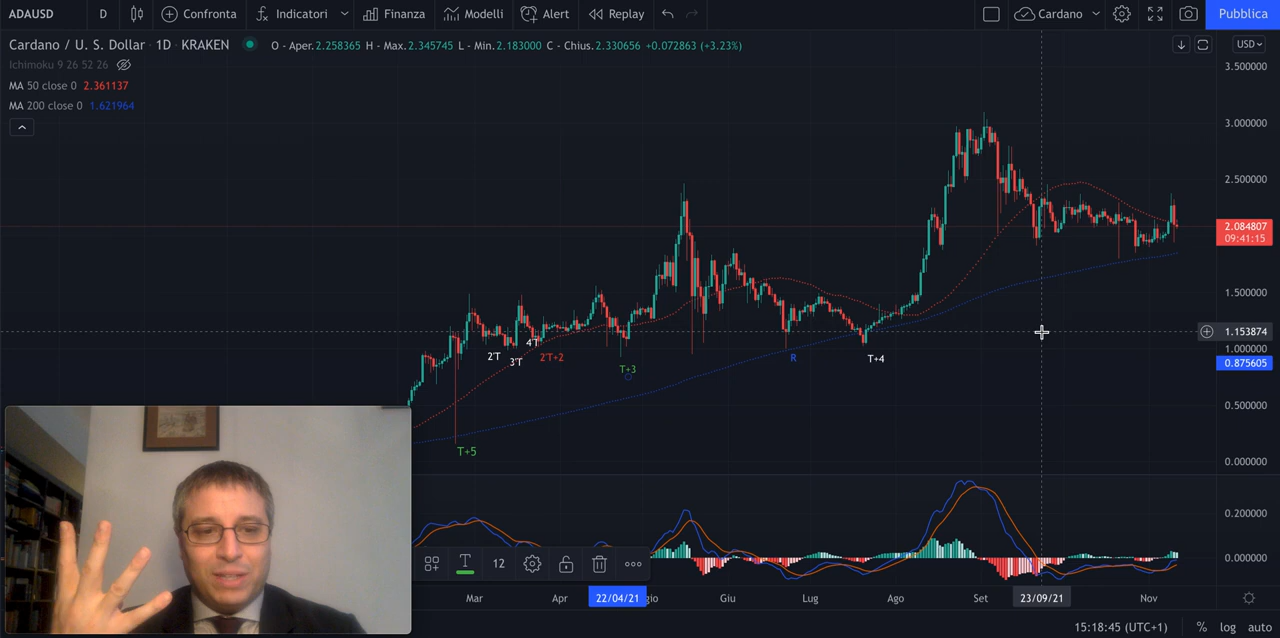 ADAUSD D Confronta Indicatori Finanza Modelli Alert Replay Cardano Pubblica
Cardano / U. S. Dollar · 1D · KRAKEN O - Aper.2.258365 H - Max.2.345745 L - Min.2.183000 C - Chius.2.330656 +0.072863 (+3.23%) USD
Ichimoku 9 26 52 26
3.500000
MA 50 close 0 2.361137
MA 200 close 0 1.621964
3.000000
2.500000
2.084807
09:41:15
1.500000
1.153874
4'T
2'T 3'T 2'T+2 R T+4
1.000000
T+3
0.875605
0.500000
T+5
0.000000
0.200000
0.000000
T 12
Mar Apr 22/04/21 gio Giu Lug Ago Set 23/09/21 Nov
15:18:45 (UTC+1) % log auto